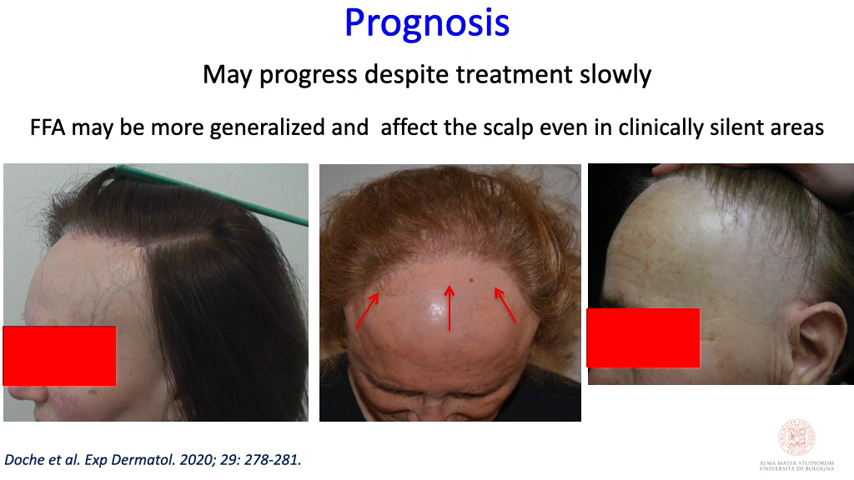 Prognosis
May progress despite treatment slowly
FFA may be more generalized and affect the scalp even in clinically silent areas
Doche et al. Exp Dermatol. 2020; 29: 278-281.
ALMA MATER STUDIORUM
UNIVERSITÀ DI BOLOGNA